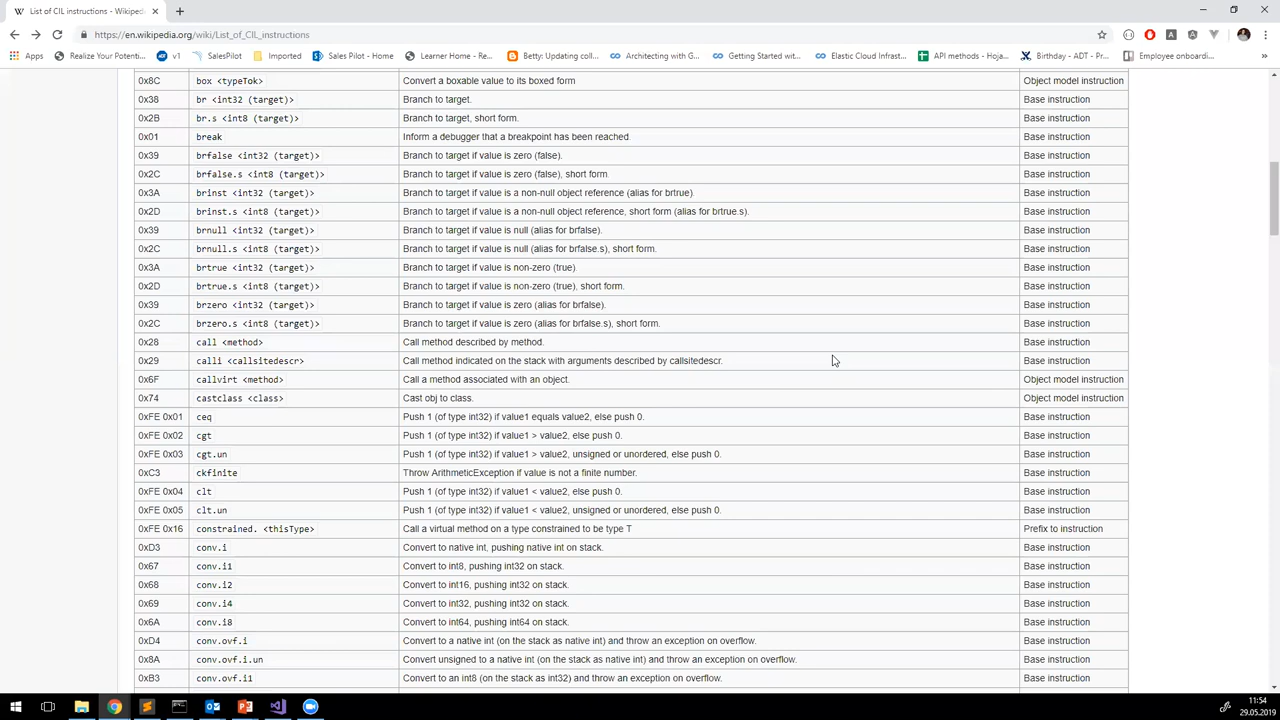 List of CIL instructions - Wikiped
https://en.wikipedia.org/wiki/List_of_CIL_instructions
Apps Realize Your Potenti... v1 SalesPilot Imported Sales Pilot - Home Learner Home - Re... Betty: Updating coll... Architecting with G... Getting Started wit... Elastic Cloud Infrast... API methods - Hoja... Birthday - ADT - Pr... Employee onboardi...
0x8C box <typeTok> Convert a boxable value to its boxed form Object model instruction
0x38 br <int32 (target)> Branch to target. Base instruction
0x2B br.s <int8 (target)> Branch to target, short form. Base instruction
0x01 break Inform a debugger that a breakpoint has been reached. Base instruction
0x39 brfalse <int32 (target)> Branch to target if value is zero (false). Base instruction
0x2C brfalse.s <int8 (target)> Branch to target if value is zero (false), short form. Base instruction
0x3A brinst <int32 (target)> Branch to target if value is a non-null object reference (alias for brtrue). Base instruction
0x2D brinst.s <int8 (target)> Branch to target if value is a non-null object reference, short form (alias for brtrue.s). Base instruction
0x39 brnull <int32 (target)> Branch to target if value is null (alias for brfalse). Base instruction
0x2C brnull.s <int8 (target)> Branch to target if value is null (alias for brfalse.s), short form. Base instruction
0x3A brtrue <int32 (target)> Branch to target if value is non-zero (true). Base instruction
0x2D brtrue.s <int8 (target)> Branch to target if value is non-zero (true), short form. Base instruction
0x39 brzero <int32 (target)> Branch to target if value is zero (alias for brfalse). Base instruction
0x2C brzero.s <int8 (target)> Branch to target if value is zero (alias for brfalse.s), short form. Base instruction
0x28 call <method> Call method described by method. Base instruction
0x29 calli <callsitedescr> Call method indicated on the stack with arguments described by callsitedescr. Base instruction
0x6F callvirt <method> Call a method associated with an object. Object model instruction
0x74 castclass <class> Cast obj to class. Object model instruction
0xFE 0x01 ceq Push 1 (of type int32) if value1 equals value2, else push 0. Base instruction
0xFE 0x02 cgt Push 1 (of type int32) if value1 > value2, else push 0. Base instruction
0xFE 0x03 cgt.un Push 1 (of type int32) if value1 > value2, unsigned or unordered, else push 0. Base instruction
0xC3 ckfinite Throw ArithmeticException if value is not a finite number. Base instruction
0xFE 0x04 clt Push 1 (of type int32) if value1 < value2, else push 0. Base instruction
0xFE 0x05 clt.un Push 1 (of type int32) if value1 < value2, unsigned or unordered, else push 0. Base instruction
0xFE 0x16 constrained. <thisType> Call a virtual method on a type constrained to be type T Prefix to instruction
0xD3 conv.i Convert to native int, pushing native int on stack. Base instruction
0x67 conv.i1 Convert to int8, pushing int32 on stack. Base instruction
0x68 conv.i2 Convert to int16, pushing int32 on stack. Base instruction
0x69 conv.i4 Convert to int32, pushing int32 on stack. Base instruction
0x6A conv.i8 Convert to int64, pushing int64 on stack. Base instruction
0xD4 conv.ovf.i Convert to a native int (on the stack as native int) and throw an exception on overflow. Base instruction
0x8A conv.ovf.i.un Convert unsigned to a native int (on the stack as native int) and throw an exception on overflow. Base instruction
0xB3 conv.ovf.i1 Convert to an int8 (on the stack as int32) and throw an exception on overflow. Base instruction
11:54
29.05.2019